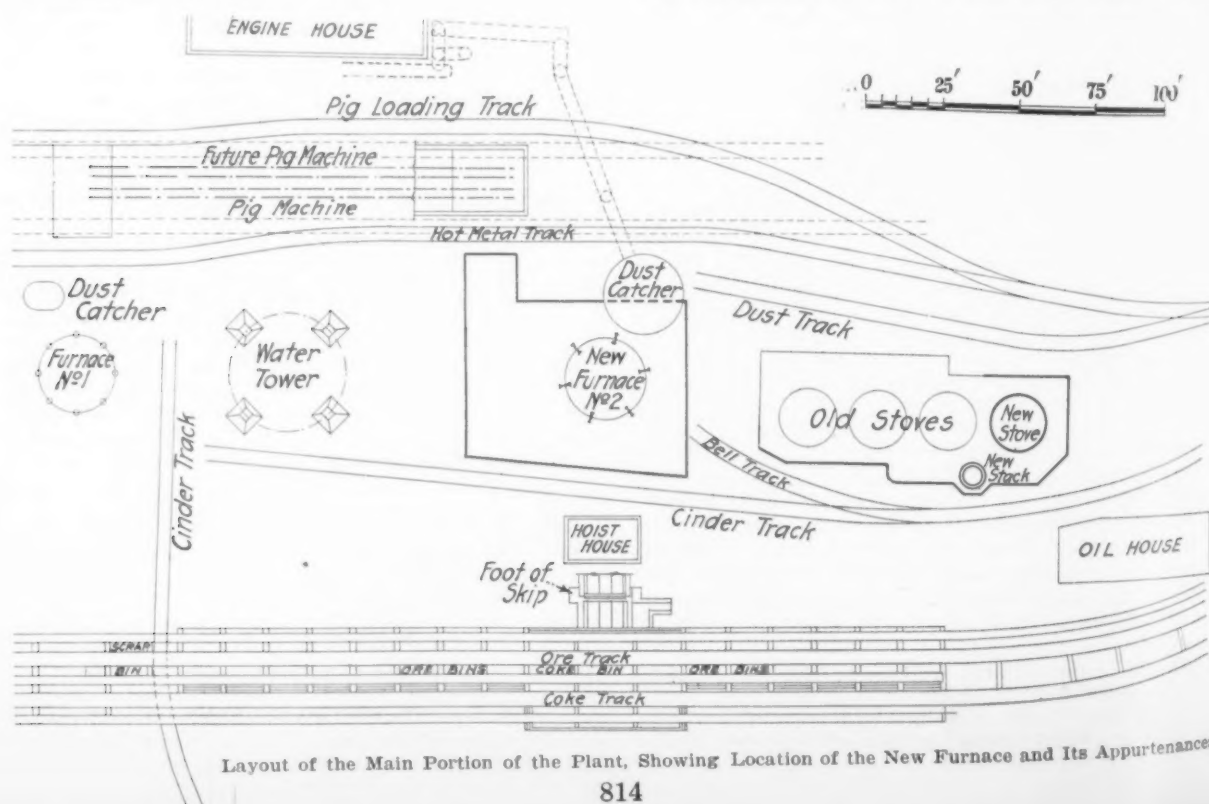 ENGINE HOUSE
0 25' 50' 75' 100'
Pig Loading Track
Future Pig Machine
Pig Machine
Hot Metal Track
Dust
Catcher
Dust
Catcher
Dust Track
Furnace
Nº1
Water
Tower
New
Furnace
Nº2
Old Stoves
New
Stove
New
Stack
Bell Track
Cinder Track
Cinder Track
HOIST
HOUSE
OIL HOUSE
Foot of
Skip
SCRAP
BIN
Ore Track
ORE BINS
COKE BIN
ORE BINS
Coke Track
Layout of the Main Portion of the Plant, Showing Location of the New Furnace and Its Appurtenances
814